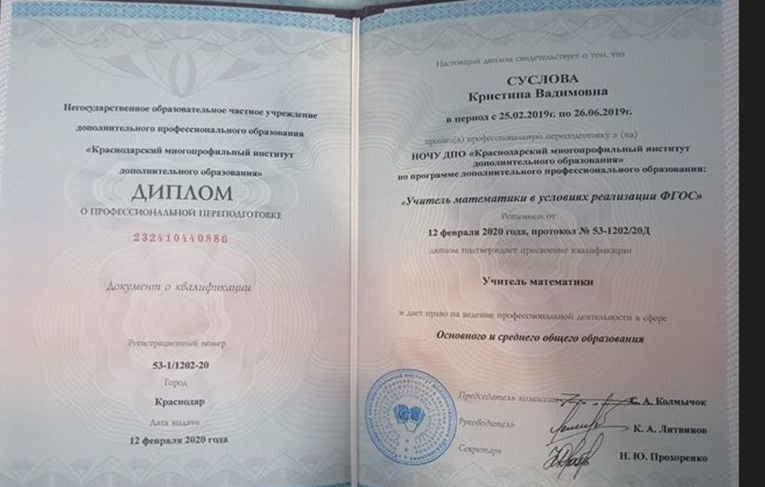 Негосударственное образовательное частное учреждение
дополнительного профессионального образования
«Краснодарский многопрофильный институт
дополнительного образования»
ДИПЛОМ
О ПРОФЕССИОНАЛЬНОЙ ПЕРЕПОДГОТОВКЕ
232410440886
Документ о квалификации
Регистрационный номер
53-1/1202-20
Город
Краснодар
Дата выдачи
12 февраля 2020 года
Настоящий диплом свидетельствует о том, что
СУСЛОВА
Кристина Вадимовна
в период с 25.02.2019г. по 26.06.2019г.
прошел(а) профессиональную переподготовку в (на)
НОЧУ ДПО «Краснодарский многопрофильный институт
дополнительного образования»
по программе дополнительного профессионального образования:
«Учитель математики в условиях реализации ФГОС»
Решением от
12 февраля 2020 года, протокол № 53-1202/20Д
диплом подтверждает присвоение квалификации
Учитель математики
и дает право на ведение профессиональной деятельности в сфере
Основного и среднего общего образования
Председатель комиссии А. Колмычок
Руководитель К. А. Литвинов
Секретарь Н. Ю. Прохоренко